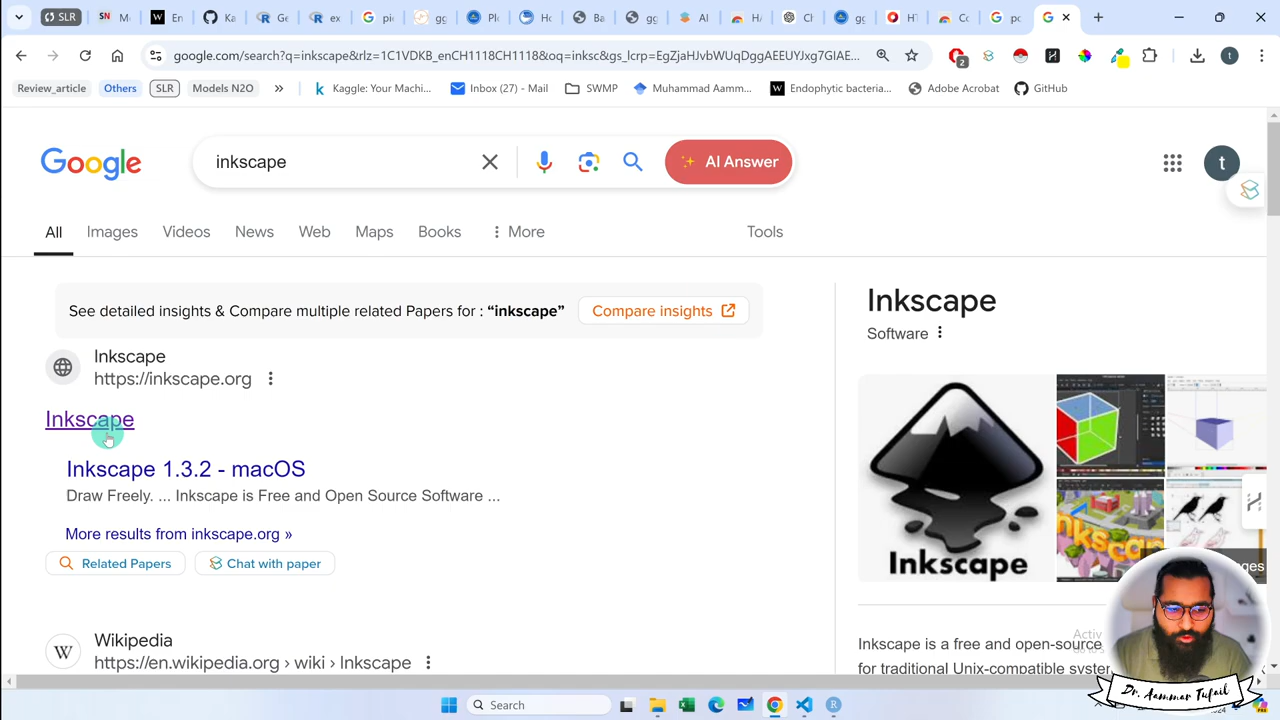 SLR
google.com/search?q=inkscape&rlz=1C1VDKB_enCH1118CH1118&oq=inksc&gs_lcrp=EgZjaHJvbWUqDggAEEUYJxg7GIAE...
Review_article
Others
SLR
Models N2O
Kaggle: Your Machi...
Inbox (27) - Mail
SWMP
Muhammad Aamm...
Endophytic bacteria...
Adobe Acrobat
GitHub
Google
inkscape
AI Answer
t
All
Images
Videos
News
Web
Maps
Books
More
Tools
See detailed insights & Compare multiple related Papers for : “inkscape”
Compare insights
Inkscape
https://inkscape.org
Inkscape
Inkscape 1.3.2 - macOS
Draw Freely. ... Inkscape is Free and Open Source Software ...
More results from inkscape.org »
Related Papers
Chat with paper
Wikipedia
https://en.wikipedia.org › wiki › Inkscape
Inkscape
Software
Inkscape
Inkscape is a free and open-source
for traditional Unix-compatible
Search
Dr. Aammar Tufail